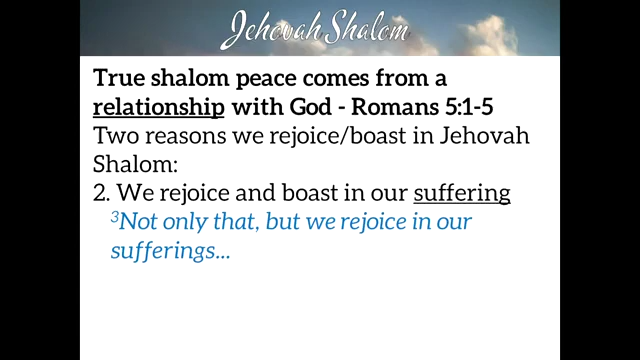 Jehovah Shalom
True shalom peace comes from a
relationship with God - Romans 5:1-5
Two reasons we rejoice/boast in Jehovah
Shalom:
2. We rejoice and boast in our suffering
³Not only that, but we rejoice in our
sufferings...